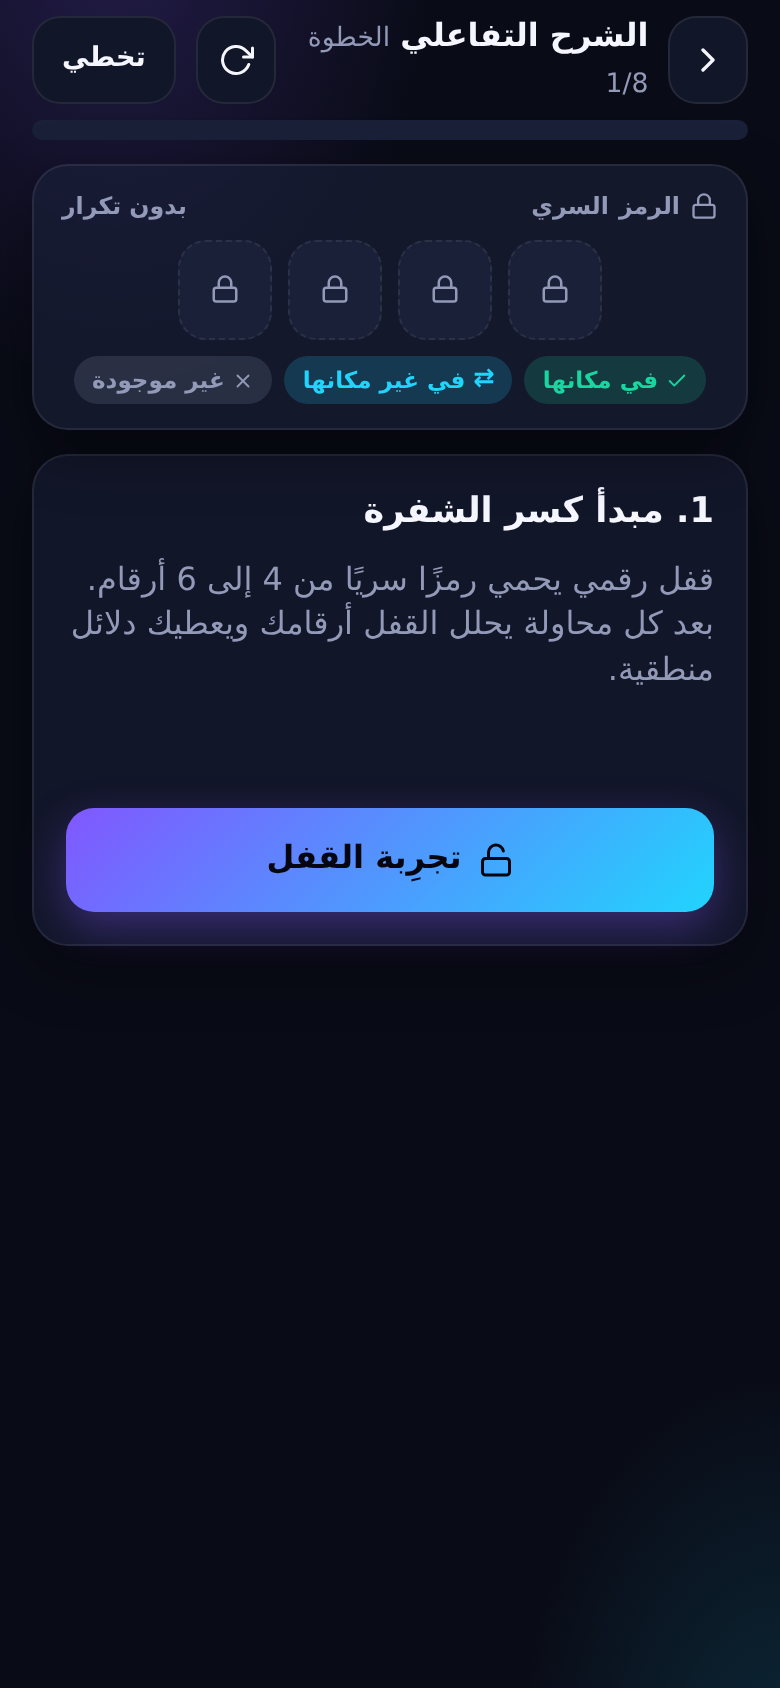 الشرح التفاعلي الخطوة
1/8
تخطي
الرمز السري
بدون تكرار
في مكانها
في غير مكانها
غير موجودة
1. مبدأ كسر الشفرة
قفل رقمي يحمي رمزًا سريًا من 4 إلى 6 أرقام.
بعد كل محاولة يحلل القفل أرقامك ويعطيك دلائل
منطقية.
تجرِبة القفل